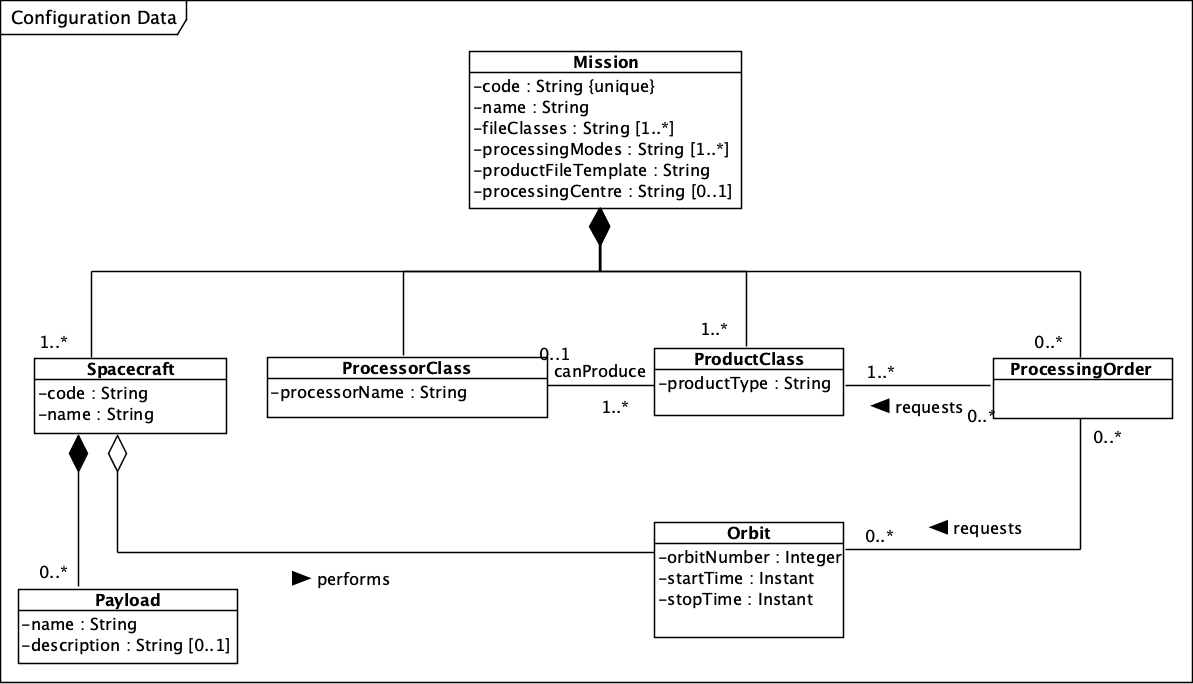 Configuration Data
Mission
-code : String {unique}
-name : String
-fileClasses : String [1..*]
-processingModes : String [1..*]
-productFileTemplate : String
-processingCentre : String [0..1]
1..*
Spacecraft
-code : String
-name : String
ProcessorClass
-processorName : String
0..1
canProduce
1..*
1..*
ProductClass
-productType : String
1..*
requests
0..*
0..*
ProcessingOrder
0..*
requests
0..*
Orbit
-orbitNumber : Integer
-startTime : Instant
-stopTime : Instant
performs
0..*
Payload
-name : String
-description : String [0..1]